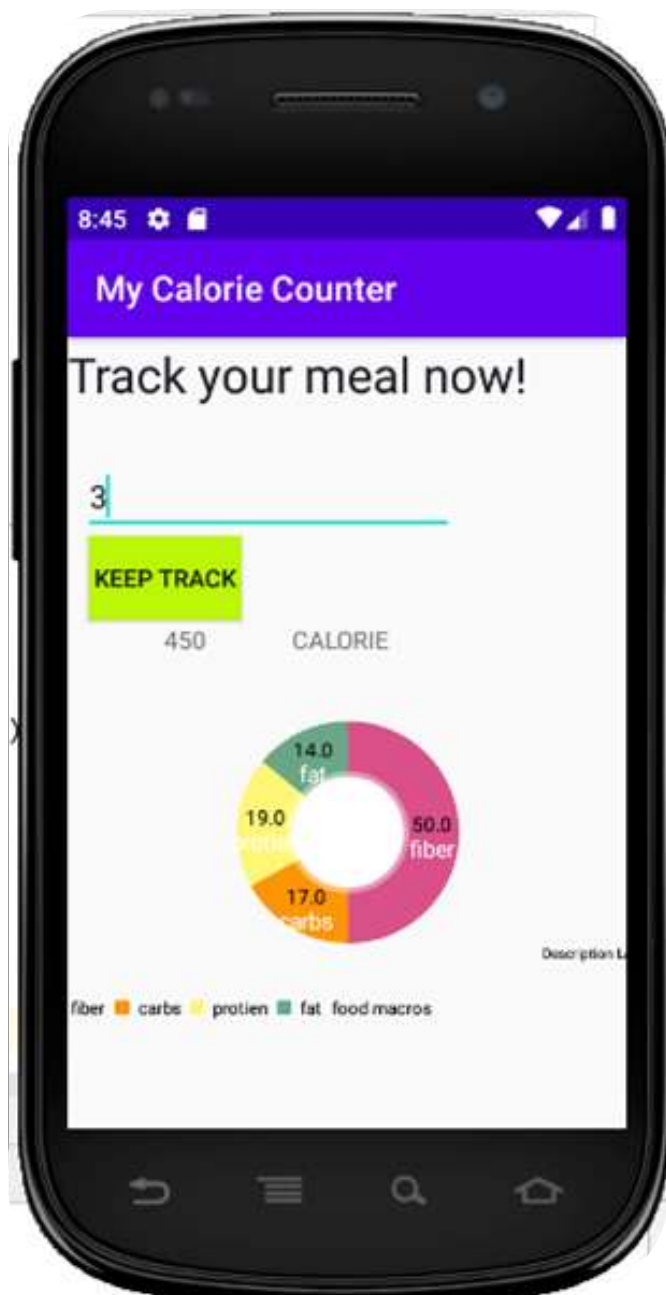 8:45
My Calorie Counter
Track your meal now!
3
KEEP TRACK
450 CALORIE
14.0
fat
19.0
50.0
fiber
17.0
carbs
Description
fiber carbs protien fat food macros